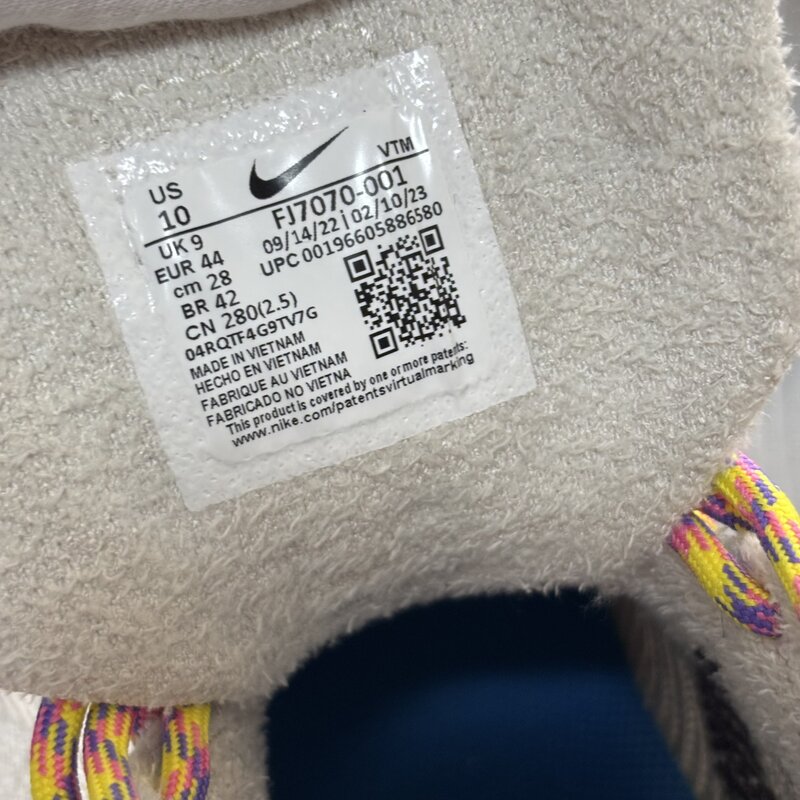 US
10
VTM
FJ7070-001
UK 9
09/14/22 | 02/10/23
EUR 44
UPC 00196605886580
cm 28
BR 42
CN 280(2.5)
04RQTF4G9TV7G
MADE IN VIETNAM
HECHO EN VIETNAM
FABRIQUE AU VIETNAM
FABRICADO NO VIETNA
This product is covered by one or more patents:
www.nike.com/patentsvirtualmarking